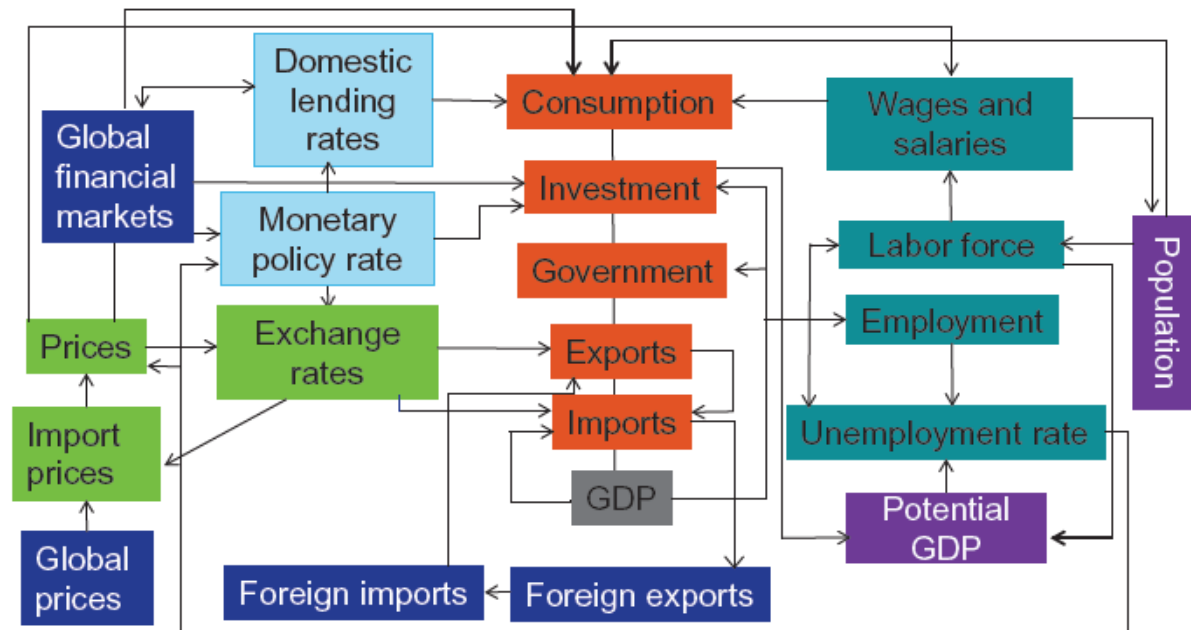 Domestic
lending
rates
Consumption
Wages and
salaries
Global
financial
markets
Investment
Monetary
policy rate
Labor force
Population
Government
Employment
Prices
Exchange
rates
Exports
Imports
Unemployment rate
Import
prices
GDP
Potential
GDP
Global
prices
Foreign imports
Foreign exports